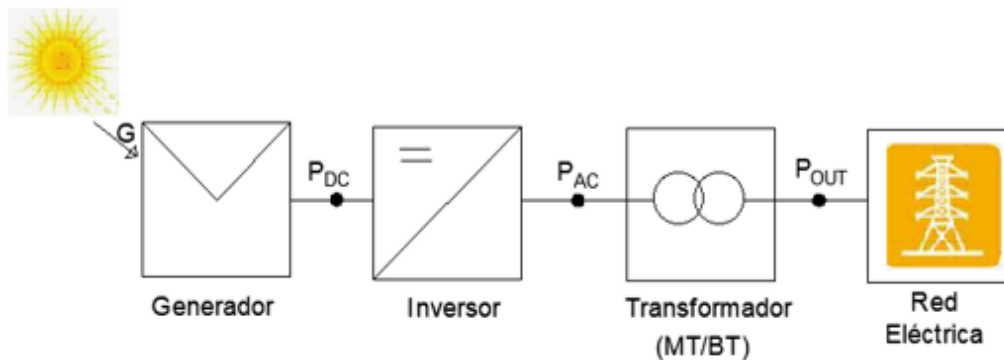 G
P_DC
P_AC
P_OUT
Generador
Inversor
Transformador
(MT/BT)
Red
Eléctrica